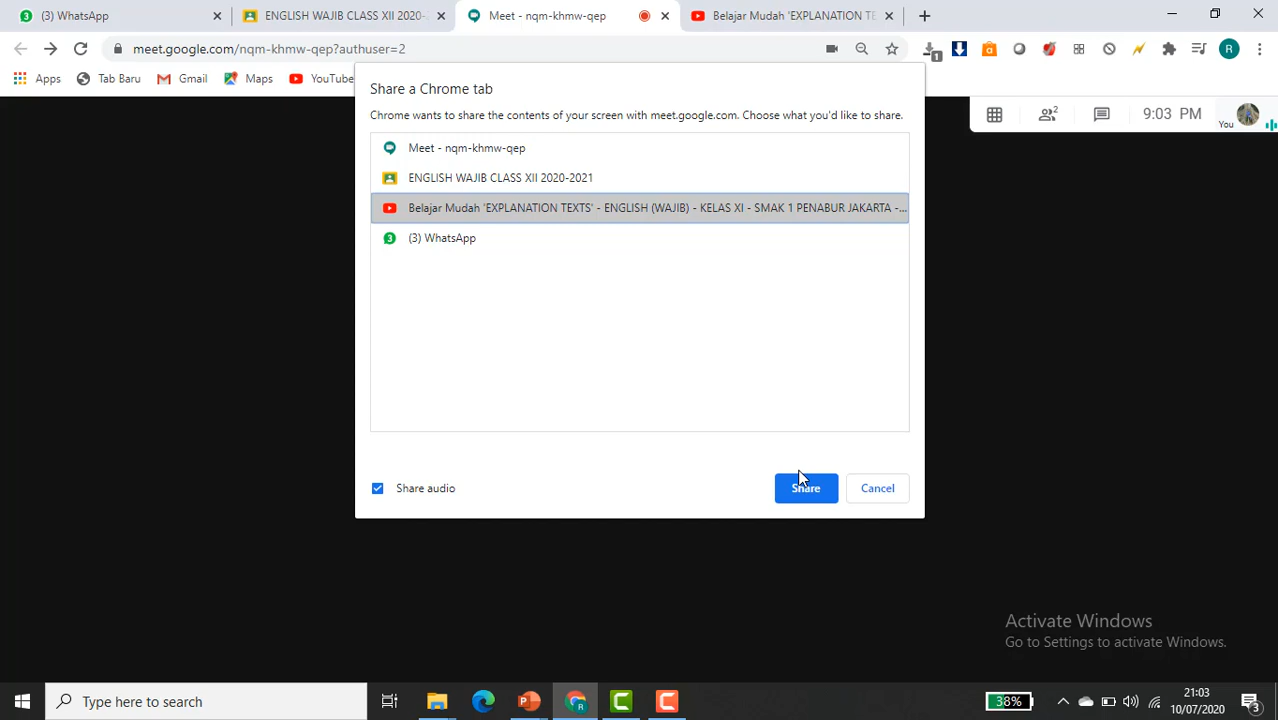 (3) WhatsApp
ENGLISH WAJIB CLASS XII 2020-
Meet - nqm-khmw-qep
Belajar Mudah 'EXPLANATION TE
meet.google.com/nqm-khmw-qep?authuser=2
1
R
Apps
Tab Baru
Gmail
Maps
YouTube
Share a Chrome tab
Chrome wants to share the contents of your screen with meet.google.com. Choose what you'd like to share.
2
9:03 PM
You
Meet - nqm-khmw-qep
ENGLISH WAJIB CLASS XII 2020-2021
Belajar Mudah 'EXPLANATION TEXTS' - ENGLISH (WAJIB) - KELAS XI - SMAK 1 PENABUR JAKARTA -...
3
(3) WhatsApp
Share audio
Share
Cancel
Activate Windows
Go to Settings to activate Windows.
Type here to search
38%
21:03
10/07/2020
3